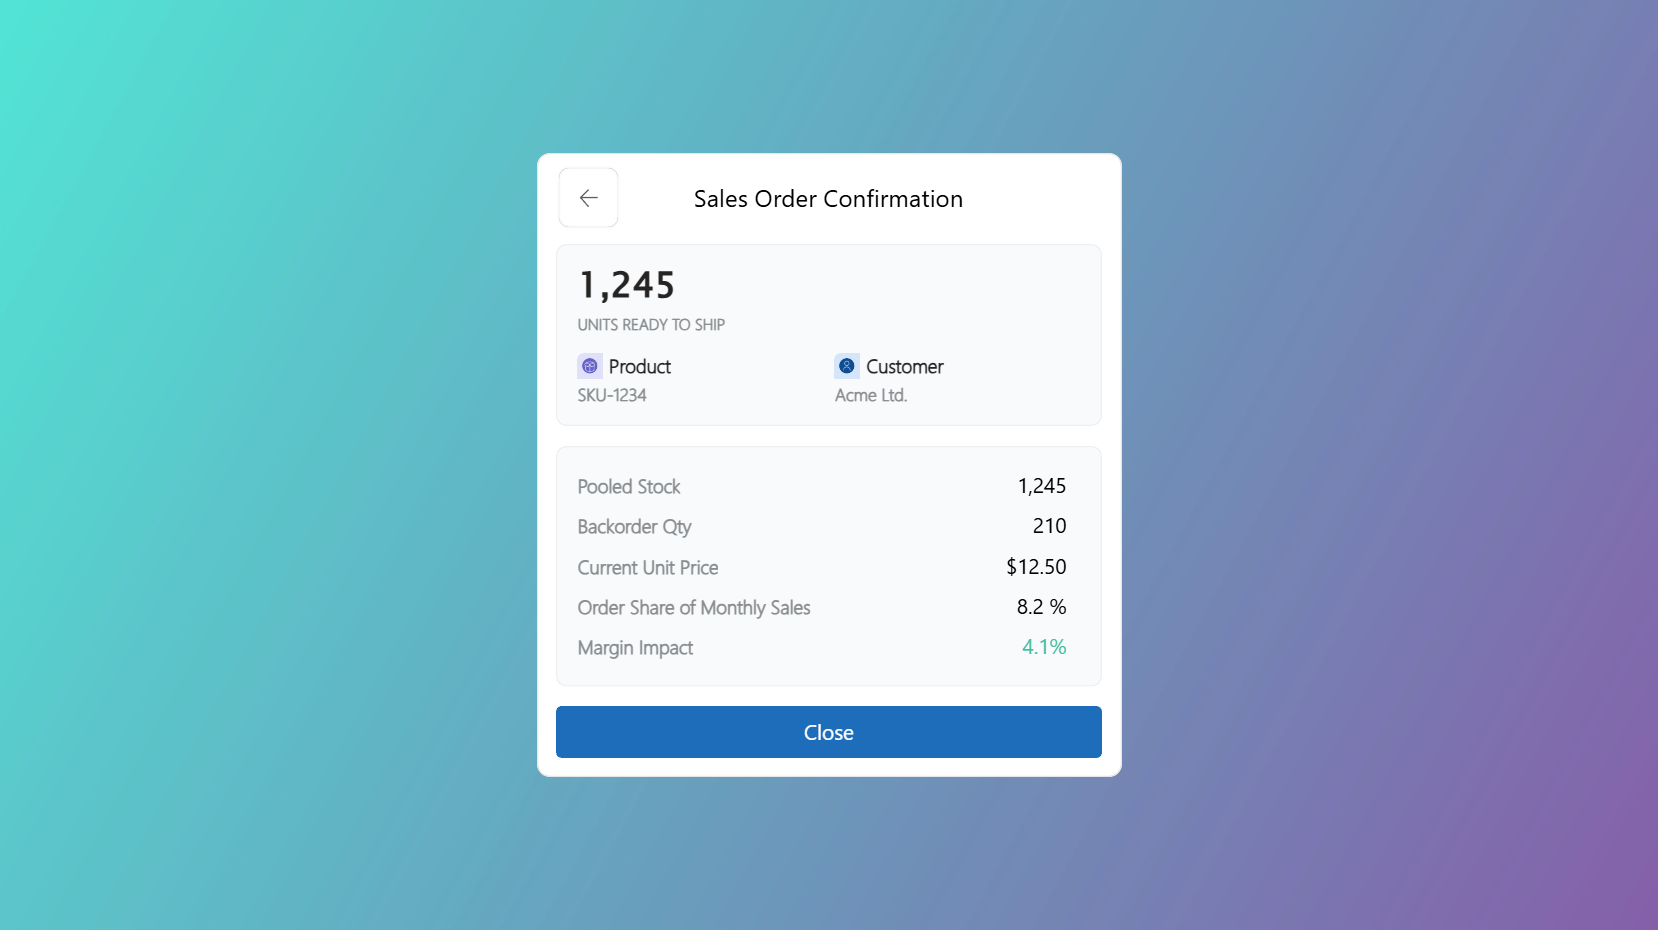 Sales Order Confirmation
1,245
UNITS READY TO SHIP
Product
SKU-1234
Customer
Acme Ltd.
Pooled Stock 1,245
Backorder Qty 210
Current Unit Price $12.50
Order Share of Monthly Sales 8.2 %
Margin Impact 4.1%
Close